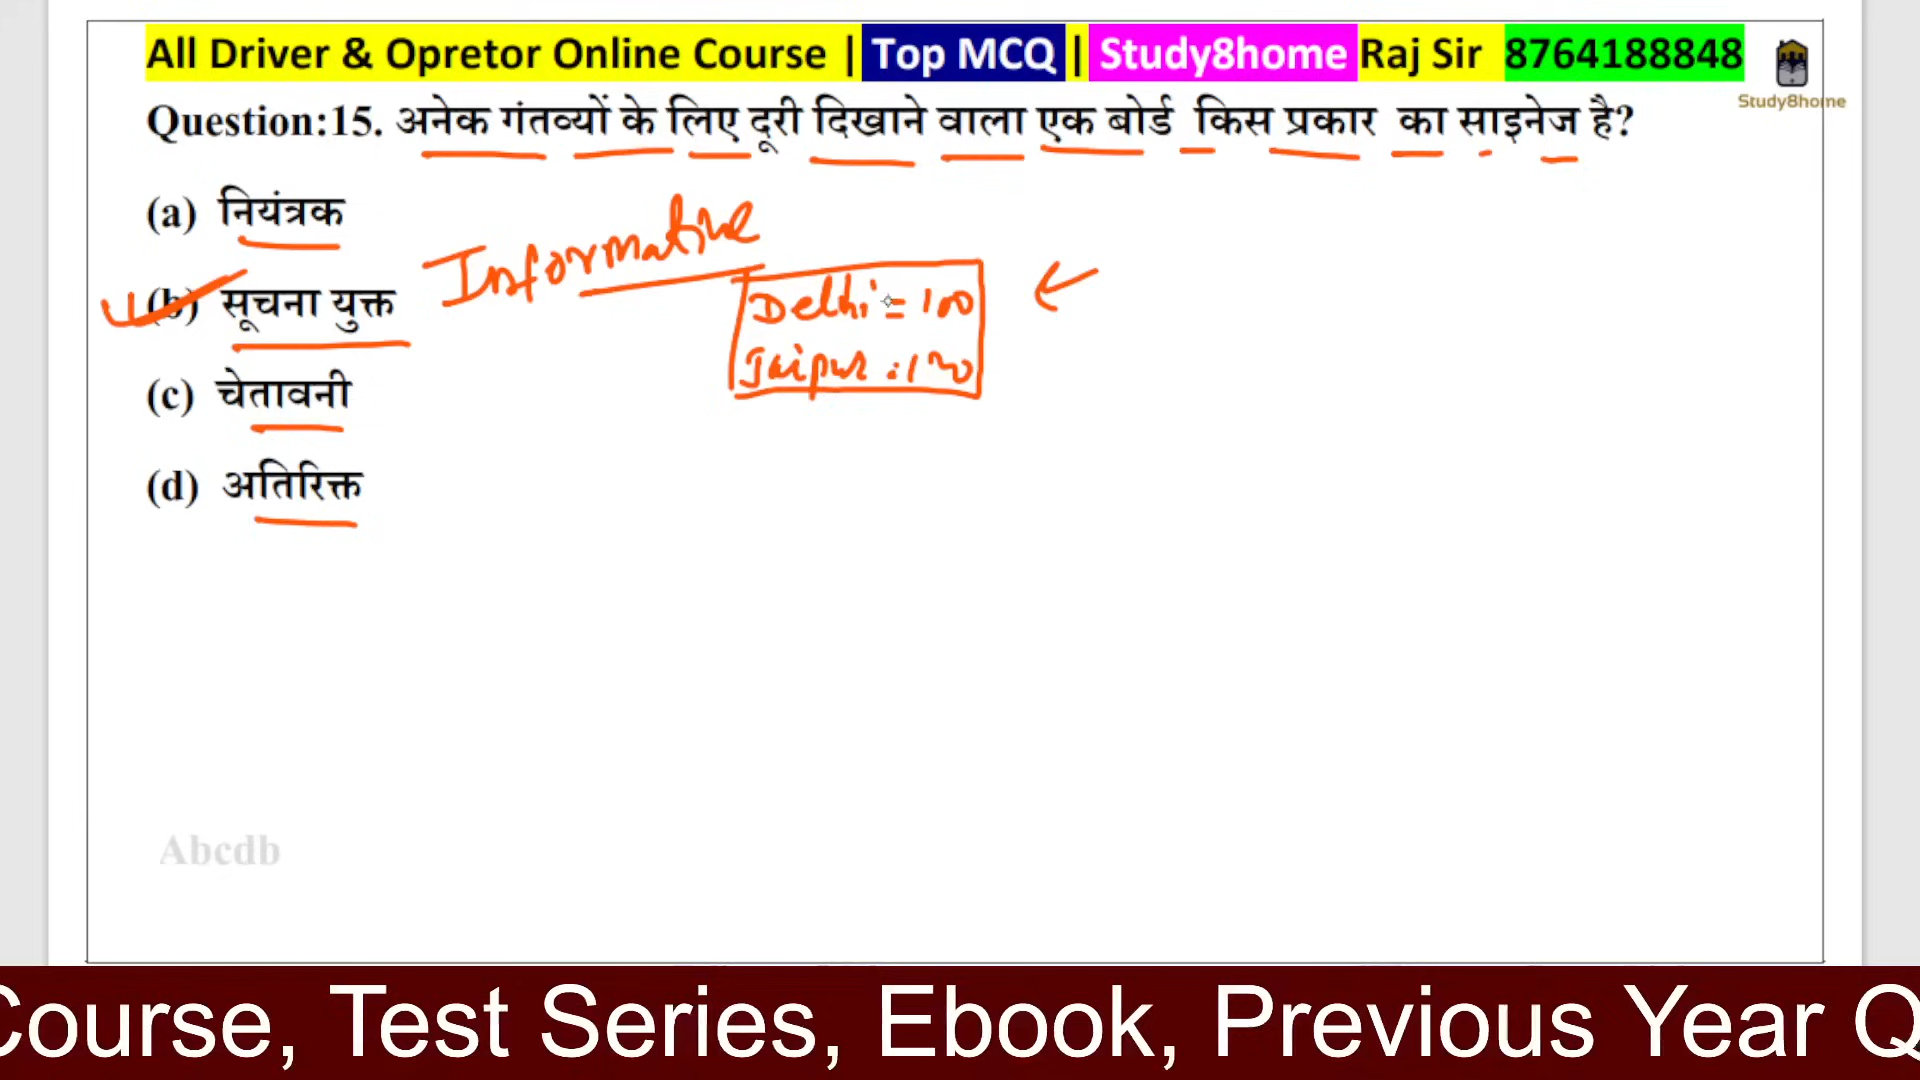 All Driver & Opretor Online Course | Top MCQ | Study8home Raj Sir 8764188848
Study8home
Question:15. अनेक गंतव्यों के लिए दूरी दिखाने वाला एक बोर्ड किस प्रकार का साइनेज है?
(a) नियंत्रक
Informative
(b) सूचना युक्त
Delhi = 100
Jaipur :
(c) चेतावनी
(d) अतिरिक्त
Abcdb
Course, Test Series, Ebook, Previous Year Q